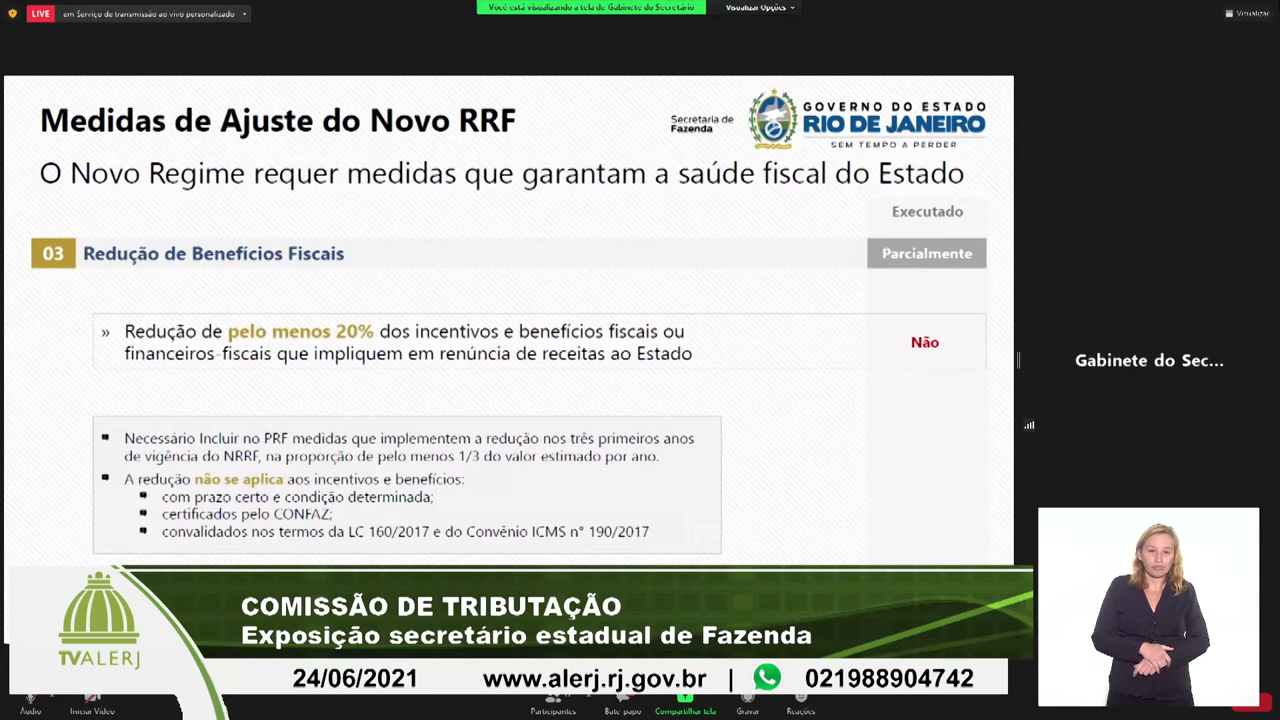 LIVE
em Serviço de transmissão ao vivo personalizado
Você está visualizando a tela de Gabinete do Secretário
Visualizar Opções
Visualizar
Medidas de Ajuste do Novo RRF
Secretaria de
Fazenda
GOVERNO DO ESTADO
RIO DE JANEIRO
SEM TEMPO A PERDER
O Novo Regime requer medidas que garantam a saúde fiscal do Estado
Executado
03 Redução de Benefícios Fiscais
Parcialmente
» Redução de pelo menos 20% dos incentivos e benefícios fiscais ou
financeiros-fiscais que impliquem em renúncia de receitas ao Estado
Não
Necessário Incluir no PRF medidas que implementem a redução nos três primeiros anos
de vigência do NRRF, na proporção de pelo menos 1/3 do valor estimado por ano.
A redução não se aplica aos incentivos e benefícios:
com prazo certo e condição determinada;
certificados pelo CONFAZ;
convalidados nos termos da LC 160/2017 e do Convênio ICMS n° 190/2017
Gabinete do Sec...
TVALERJ
COMISSÃO DE TRIBUTAÇÃO
Exposição secretário estadual de Fazenda
24/06/2021 www.alerj.rj.gov.br | 021988904742
Áudio
Iniciar Vídeo
Participantes
Bate-papo
Compartilhar tela
Gravar
Reações